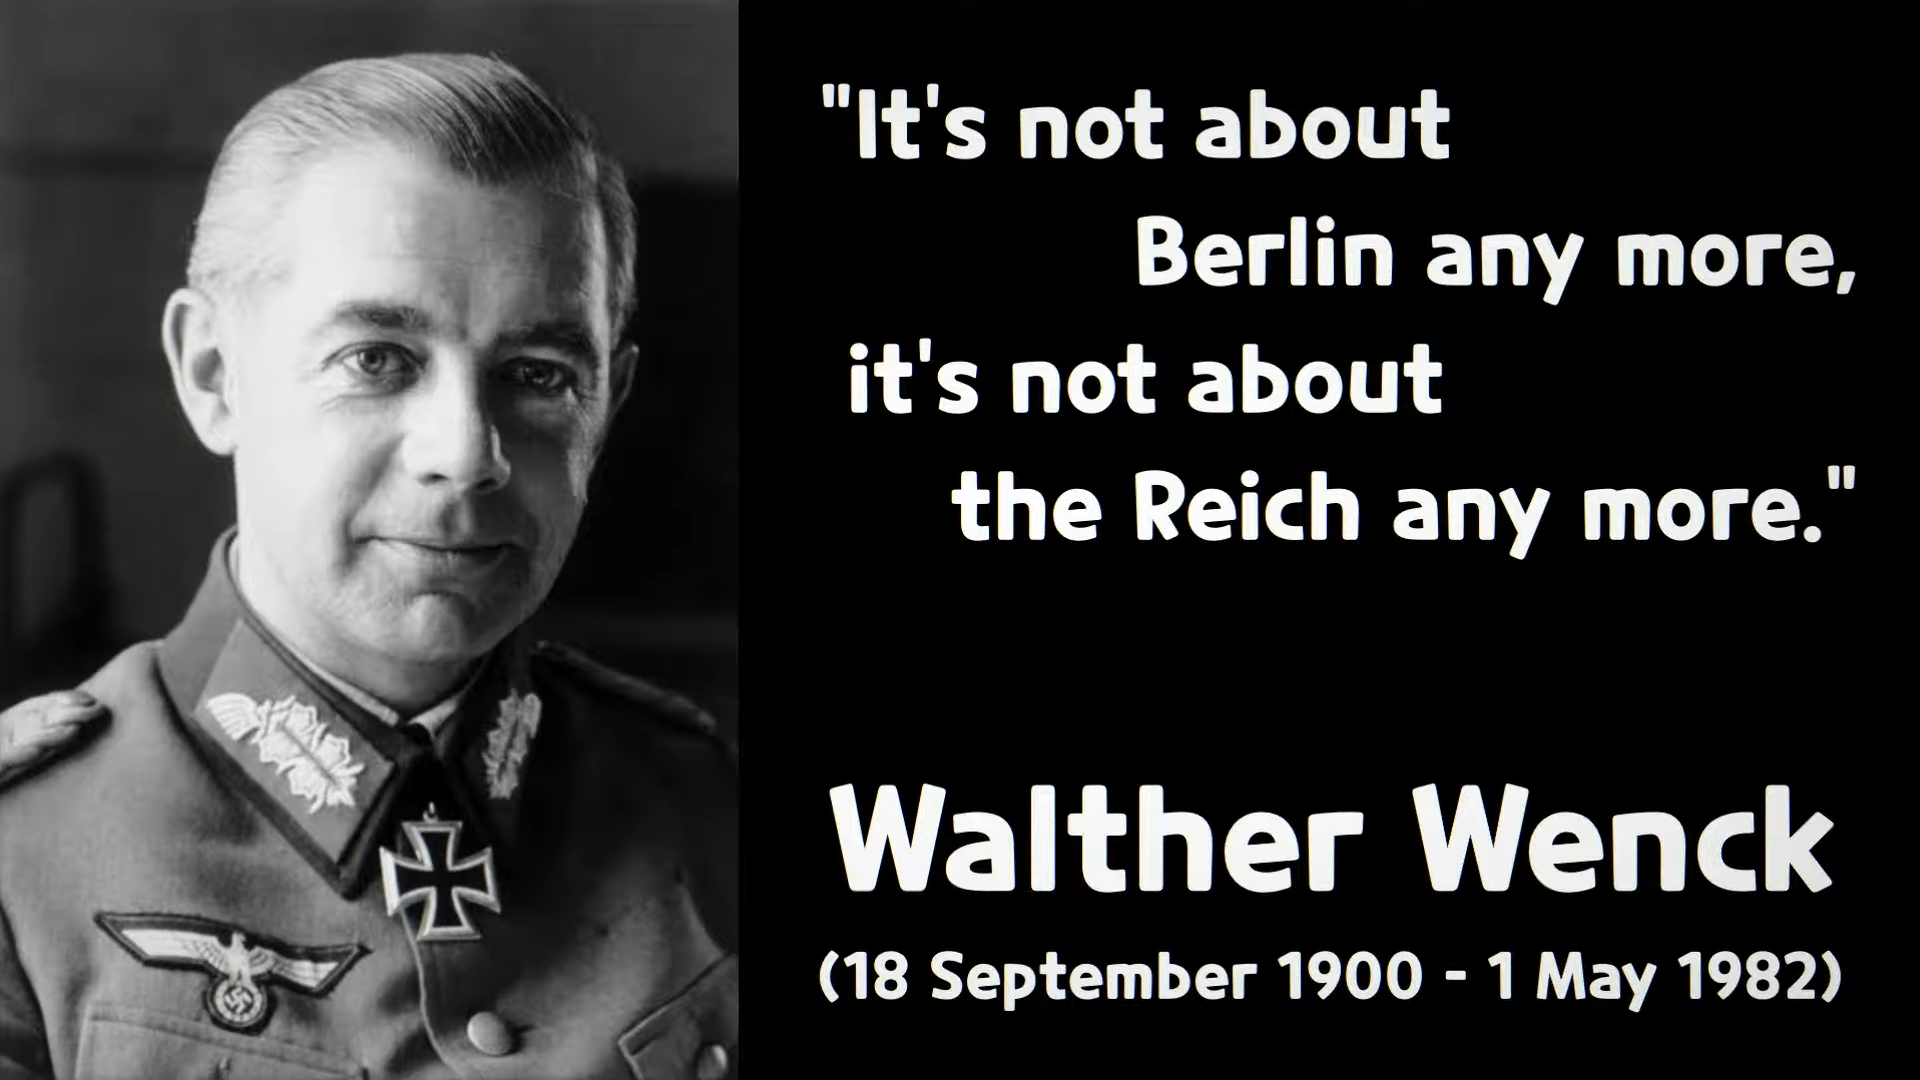 "It's not about
Berlin any more,
it's not about
the Reich any more."
Walther Wenck
(18 September 1900 - 1 May 1982)